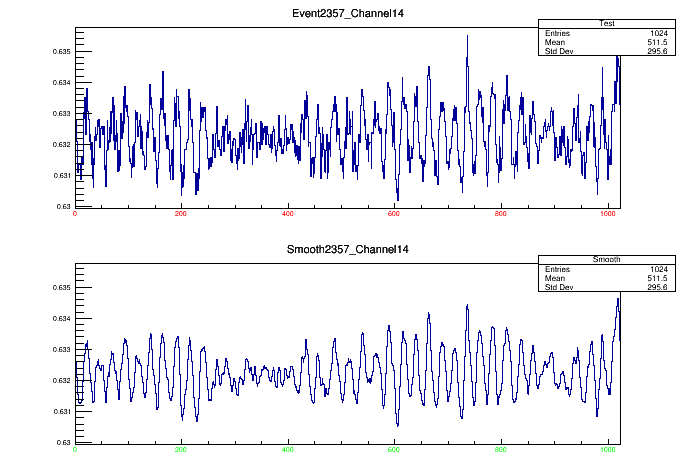 Event2357_Channel14
Test
Entries 1024
Mean 511.5
Std Dev 295.6
0.635
0.634
0.633
0.632
0.631
0.63
0 200 400 600 800 1000
Smooth2357_Channel14
Smooth
Entries 1024
Mean 511.5
Std Dev 295.6
0.635
0.634
0.633
0.632
0.631
0.63
0 200 400 600 800 1000